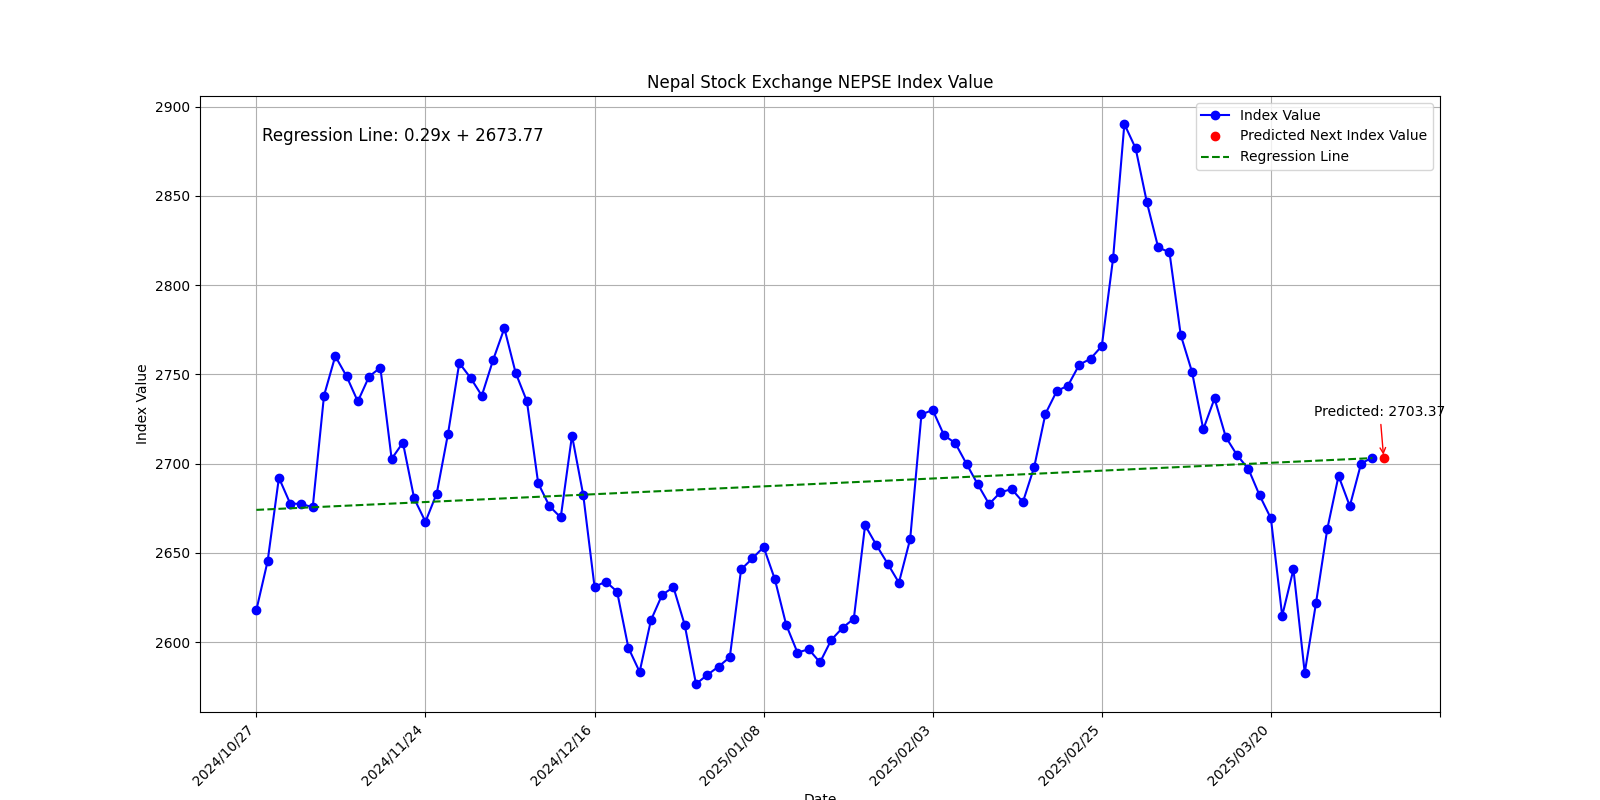 Nepal Stock Exchange NEPSE Index Value
2900
2850
2800
2750
2700
2650
2600
Index Value
Regression Line: 0.29x + 2673.77
Index Value
Predicted Next Index Value
Regression Line
Predicted: 2703.37
2024/10/27
2024/11/24
2024/12/16
2025/01/08
2025/02/03
2025/02/25
2025/03/20
Date